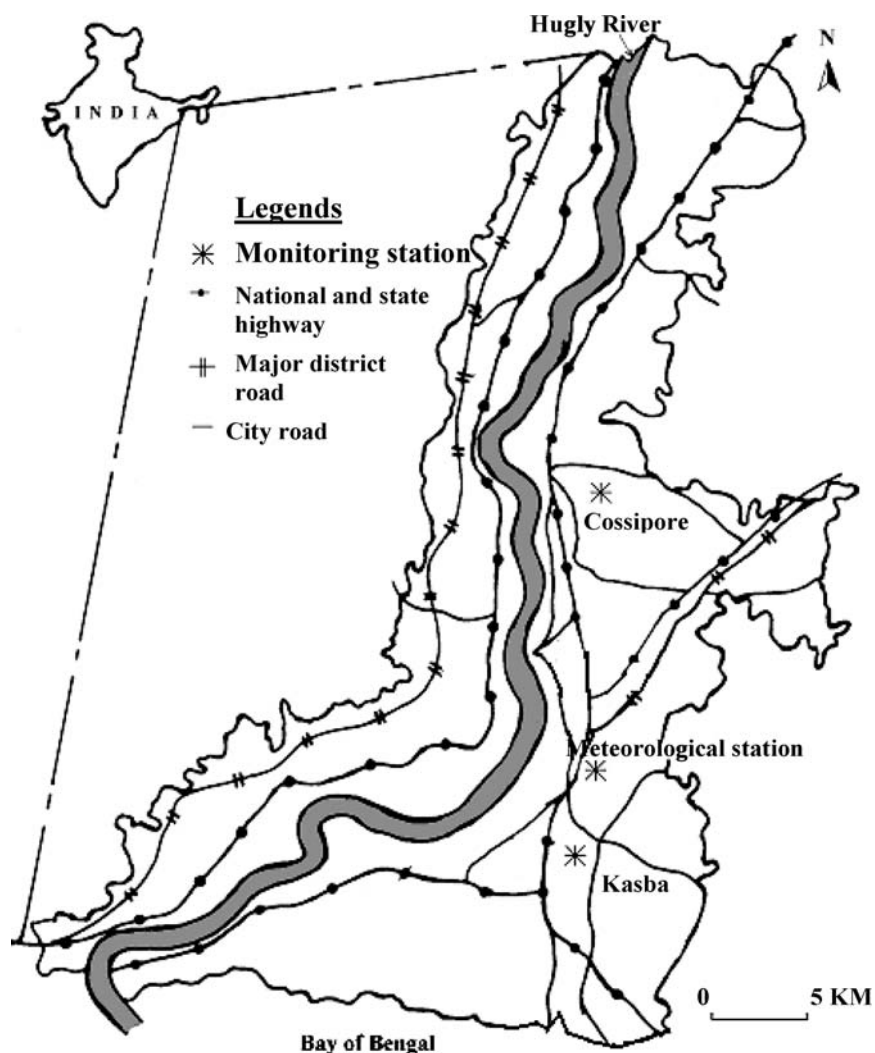 Hugly River
N
INDIA
Legends
Monitoring station
National and state
highway
Major district
road
City road
Cossipore
Meteorological station
Kasba
0 5 KM
Bay of Bengal